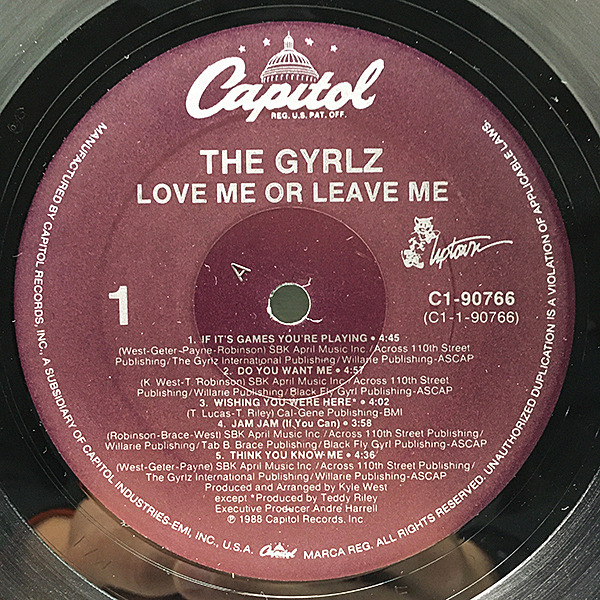 Capitol
REG. U.S. PAT. OFF.
THE GYRLZ
LOVE ME OR LEAVE ME
Uptown
A
1
C1-90766
(C1-1-90766)
1. IF IT'S GAMES YOU'RE PLAYING • 4:45
(West-Geter-Payne-Robinson) SBK April Music Inc./Across 110th Street
Publishing/The Gyrlz International Publishing/Willarie Publishing-ASCAP
2. DO YOU WANT ME • 4:57
(K. West-T. Robinson) SBK April Music Inc./Across 110th Street
Publishing/Willarie Publishing/Black Eyy Gyrl Publishing-ASCAP
3. WISHING YOU WERE HERE* • 4:02
(T. Lucas-T. Riley) Cal-Gene Publishing-BMI
4. JAM JAM (If You Can) • 3:58
(Robinson-Brace-West) SBK April Music Inc./Across 110th Street Publishing/
Willarie Publishing/Tab B. Brace Publishing/Black Gyrl Publishing-ASCAP
5. THINK YOU KNOW ME • 4:36
(West-Geter-Payne) SBK April Music Inc./Across 110th Street Publishing/
The Gyrlz International Publishing/Willarie Publishing-ASCAP
Produced and Arranged by Kyle West
except *Produced by Teddy Riley
Executive Producer Andre Harrell
℗ 1988 Capitol Records, Inc.
MANUFACTURED BY CAPITOL RECORDS, INC., A SUBSIDIARY OF CAPITOL INDUSTRIES-EMI, INC., U.S.A. Capitol MARCA REG. ALL RIGHTS RESERVED. UNAUTHORIZED DUPLICATION IS A VIOLATION OF APPLICABLE LAWS.